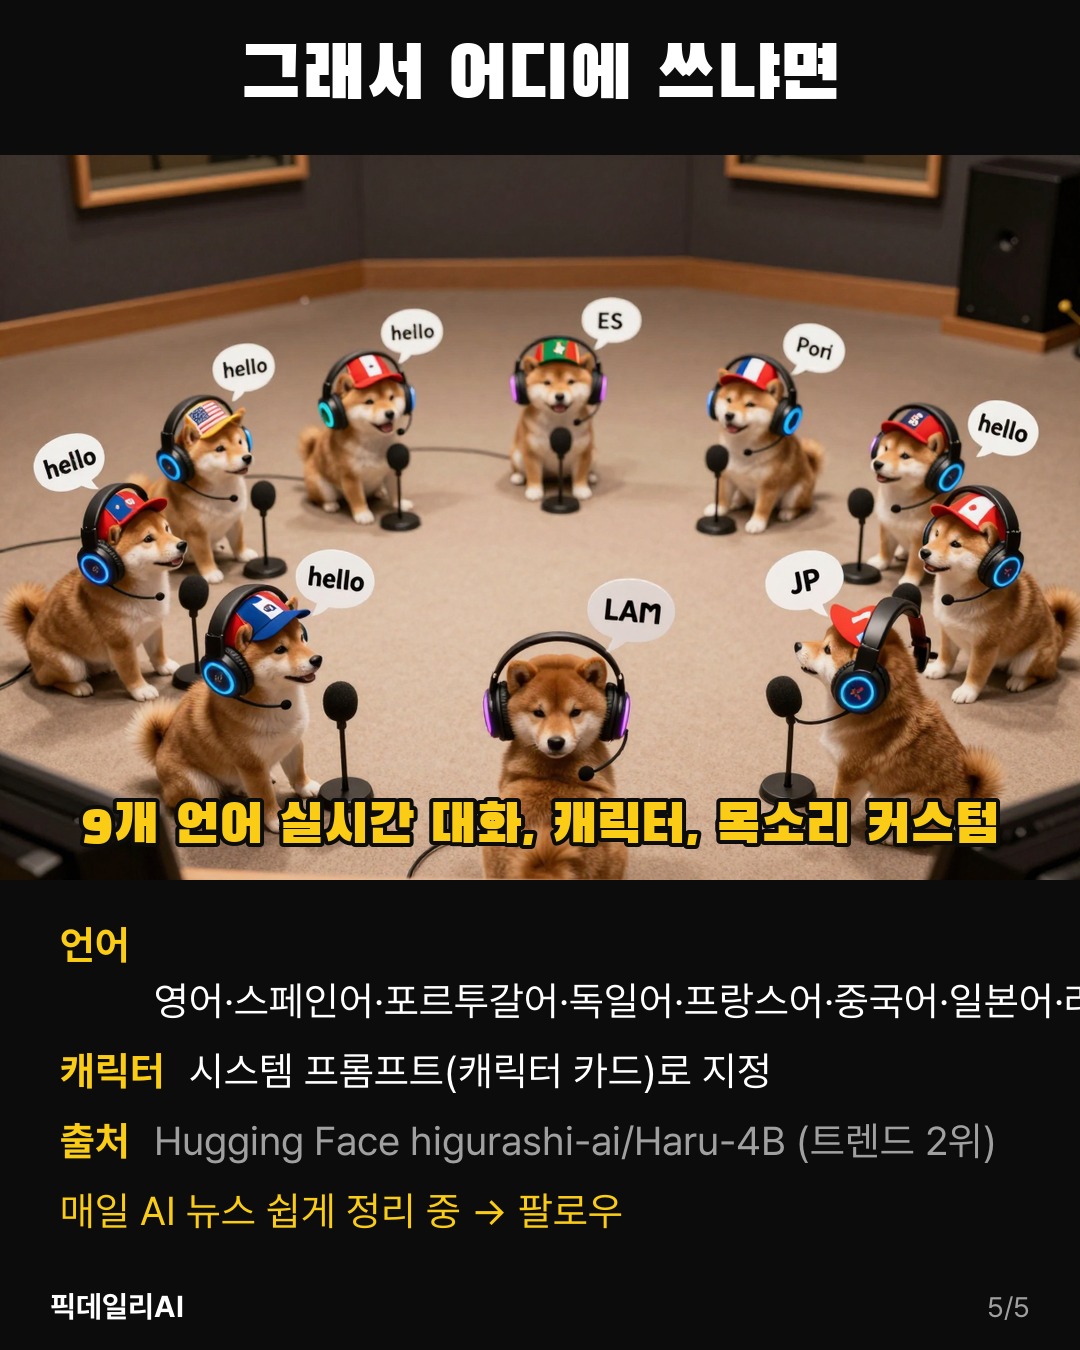 그래서 어디에 쓰냐면
hello
hello
hello
ES
Pori
hello
hello
LAM
JP
9개 언어 실시간 대화, 캐릭터, 목소리 커스텀
언어
영어·스페인어·포르투갈어·독일어·프랑스어·중국어·일본어·
캐릭터 시스템 프롬프트(캐릭터 카드)로 지정
출처 Hugging Face higurashi-ai/Haru-4B (트렌드 2위)
매일 AI 뉴스 쉽게 정리 중 → 팔로우
픽데일리AI
5/5